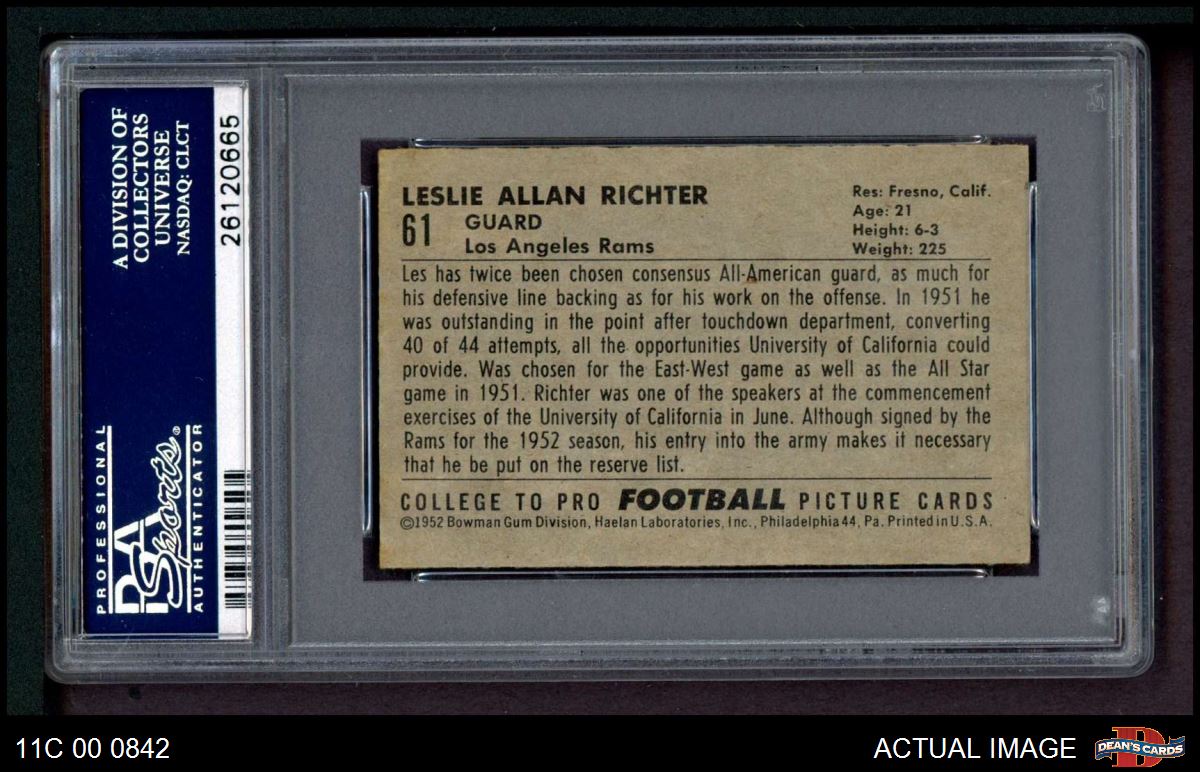 A DIVISION OF
COLLECTORS
UNIVERSE
NASDAQ: CLCT
26120665
PROFESSIONAL
PSA
Sports®
AUTHENTICATOR
LESLIE ALLAN RICHTER
61 GUARD
Los Angeles Rams
Res: Fresno, Calif.
Age: 21
Height: 6-3
Weight: 225
Les has twice been chosen consensus All-American guard, as much for
his defensive line backing as for his work on the offense. In 1951 he
was outstanding in the point after touchdown department, converting
40 of 44 attempts, all the opportunities University of California could
provide. Was chosen for the East-West game as well as the All Star
game in 1951. Richter was one of the speakers at the commencement
exercises of the University of California in June. Although signed by the
Rams for the 1952 season, his entry into the army makes it necessary
that he be put on the reserve list.
COLLEGE TO PRO FOOTBALL PICTURE CARDS
©1952 Bowman Gum Division, Haelan Laboratories, Inc., Philadelphia 44, Pa. Printed in U.S.A.
11C 00 0842
ACTUAL IMAGE
D
DEAN'S CARDS